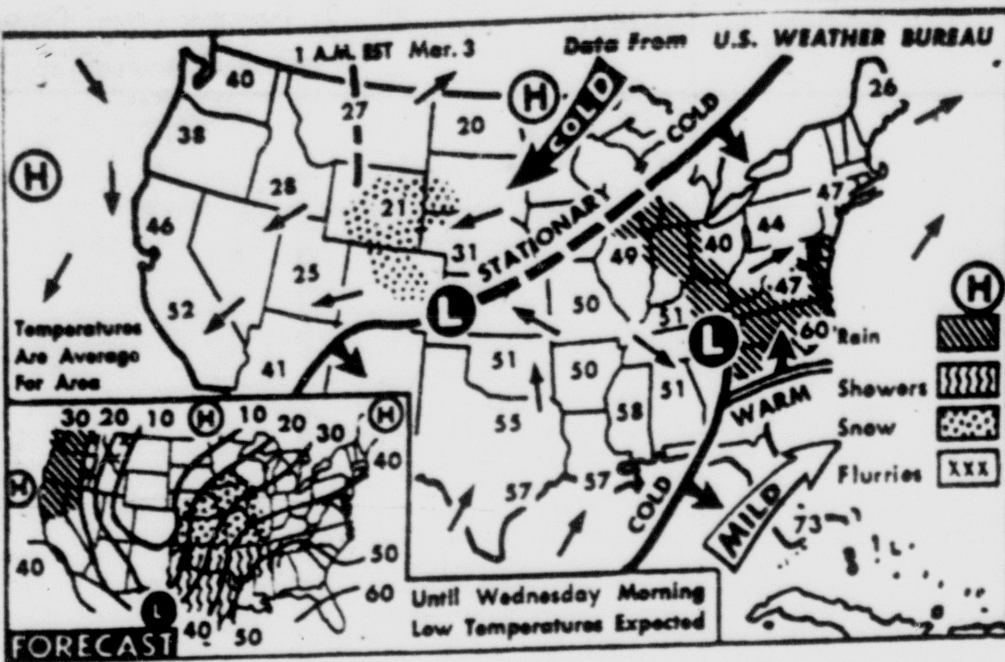 1 A.M. EST Mar. 3
Data From U.S. WEATHER BUREAU
40
27
H
COLD
COLD
26
20
38
H
28
21
47
46
STATIONARY
44
40
31
49
25
47
H
52
L
50
51
L
60
Rain
Temperatures
Are Average
For Area
41
51
50
51
Showers
WARM
55
58
Snow
30 20 10 H 10 20 30 H
40
Flurries
XXX
H
57
57
COLD
MILD
73
40
50
60
L
40 50
FORECAST
Until Wednesday Morning
Low Temperatures Expected